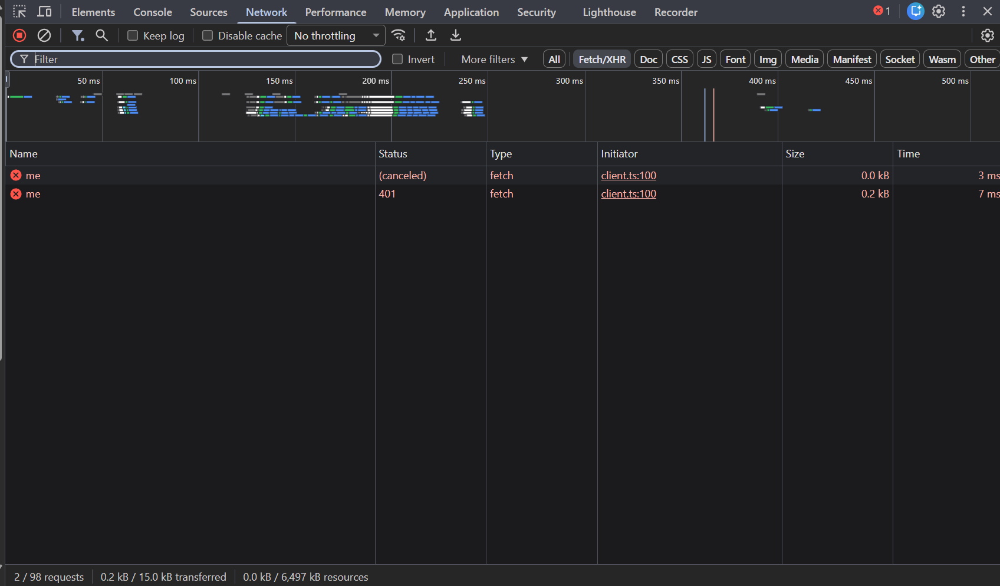 Elements Console Sources Network Performance Memory Application Security Lighthouse Recorder 1
Keep log Disable cache No throttling
Filter Invert More filters All Fetch/XHR Doc CSS JS Font Img Media Manifest Socket Wasm Other
50 ms 100 ms 150 ms 200 ms 250 ms 300 ms 350 ms 400 ms 450 ms 500 ms
Name Status Type Initiator Size Time
me (canceled) fetch client.ts:100 0.0 kB 3 ms
me 401 fetch client.ts:100 0.2 kB 7 ms
2 / 98 requests 0.2 kB / 15.0 kB transferred 0.0 kB / 6,497 kB resources